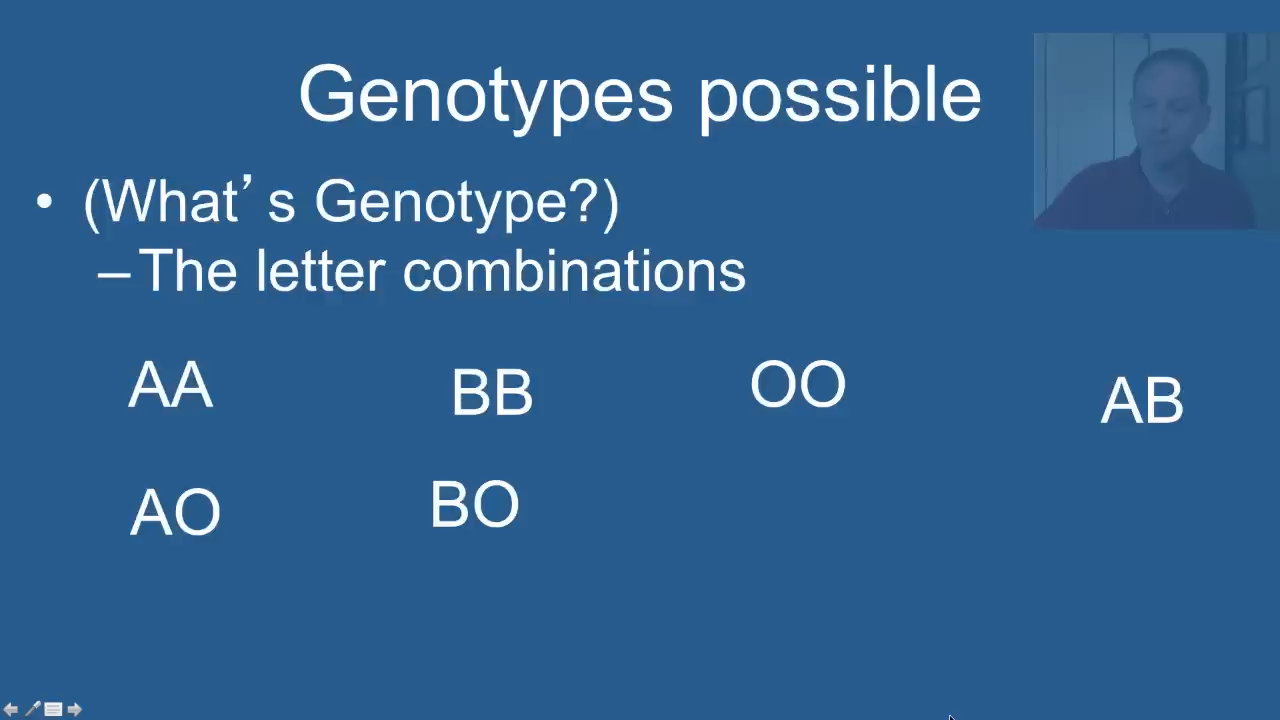 Genotypes possible
• (What’s Genotype?)
– The letter combinations
AA BB OO AB
AO BO